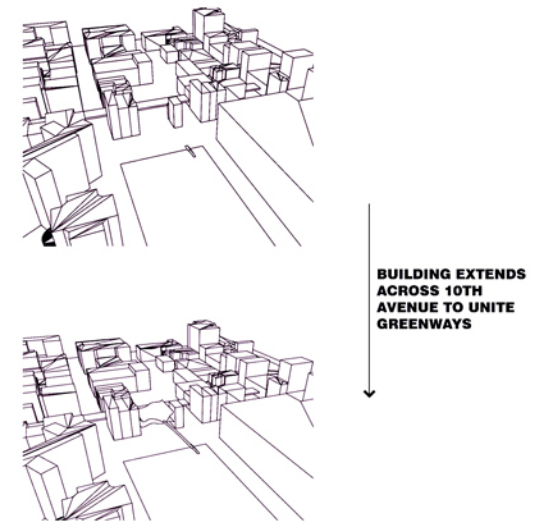 BUILDING EXTENDS
ACROSS 10TH
AVENUE TO UNITE
GREENWAYS